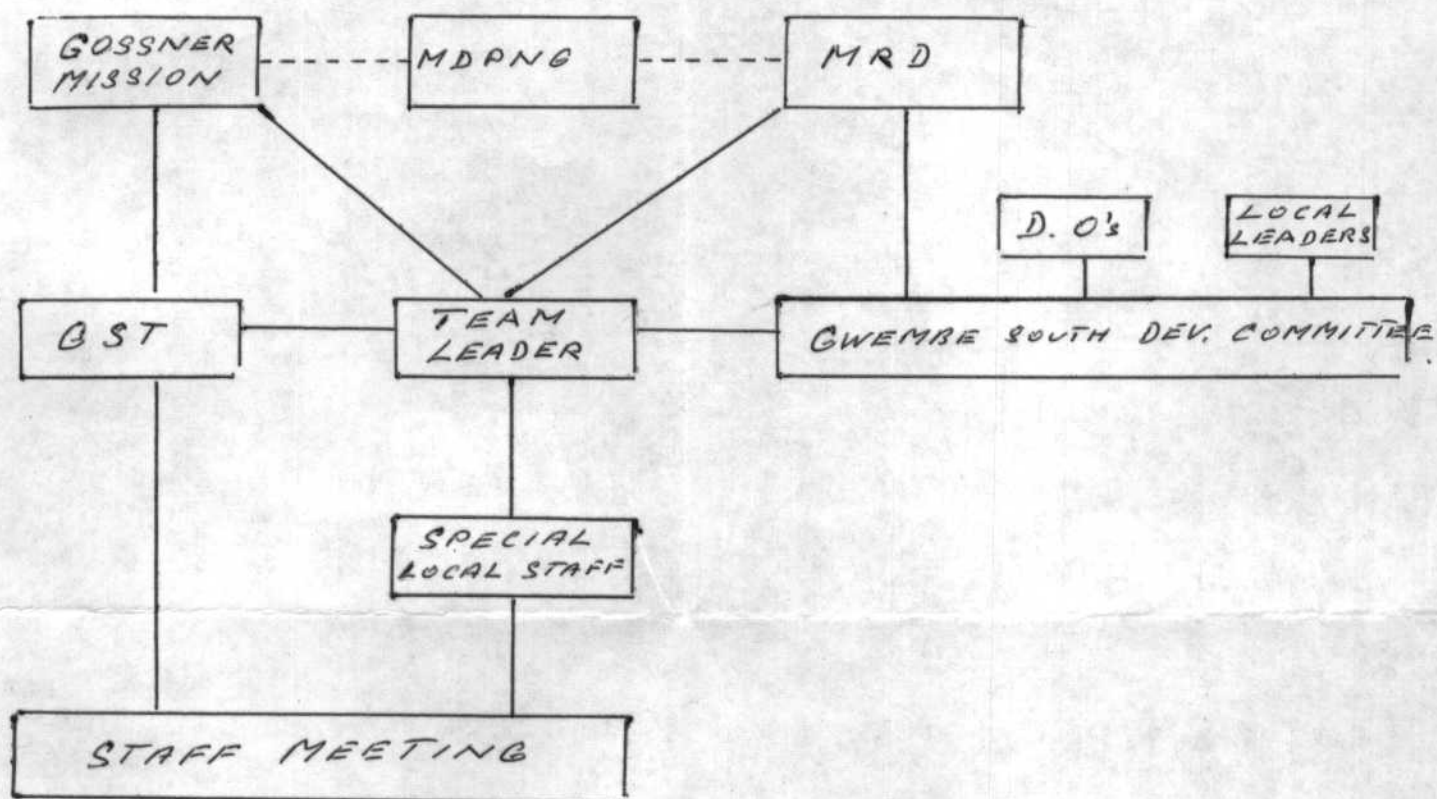 GOSSNER
MISSION
MDPNG
MRD
D. O's
LOCAL
LEADERS
GST
TEAM
LEADER
GWEMBE SOUTH DEV. COMMITTEE.
SPECIAL
LOCAL STAFF
STAFF MEETING